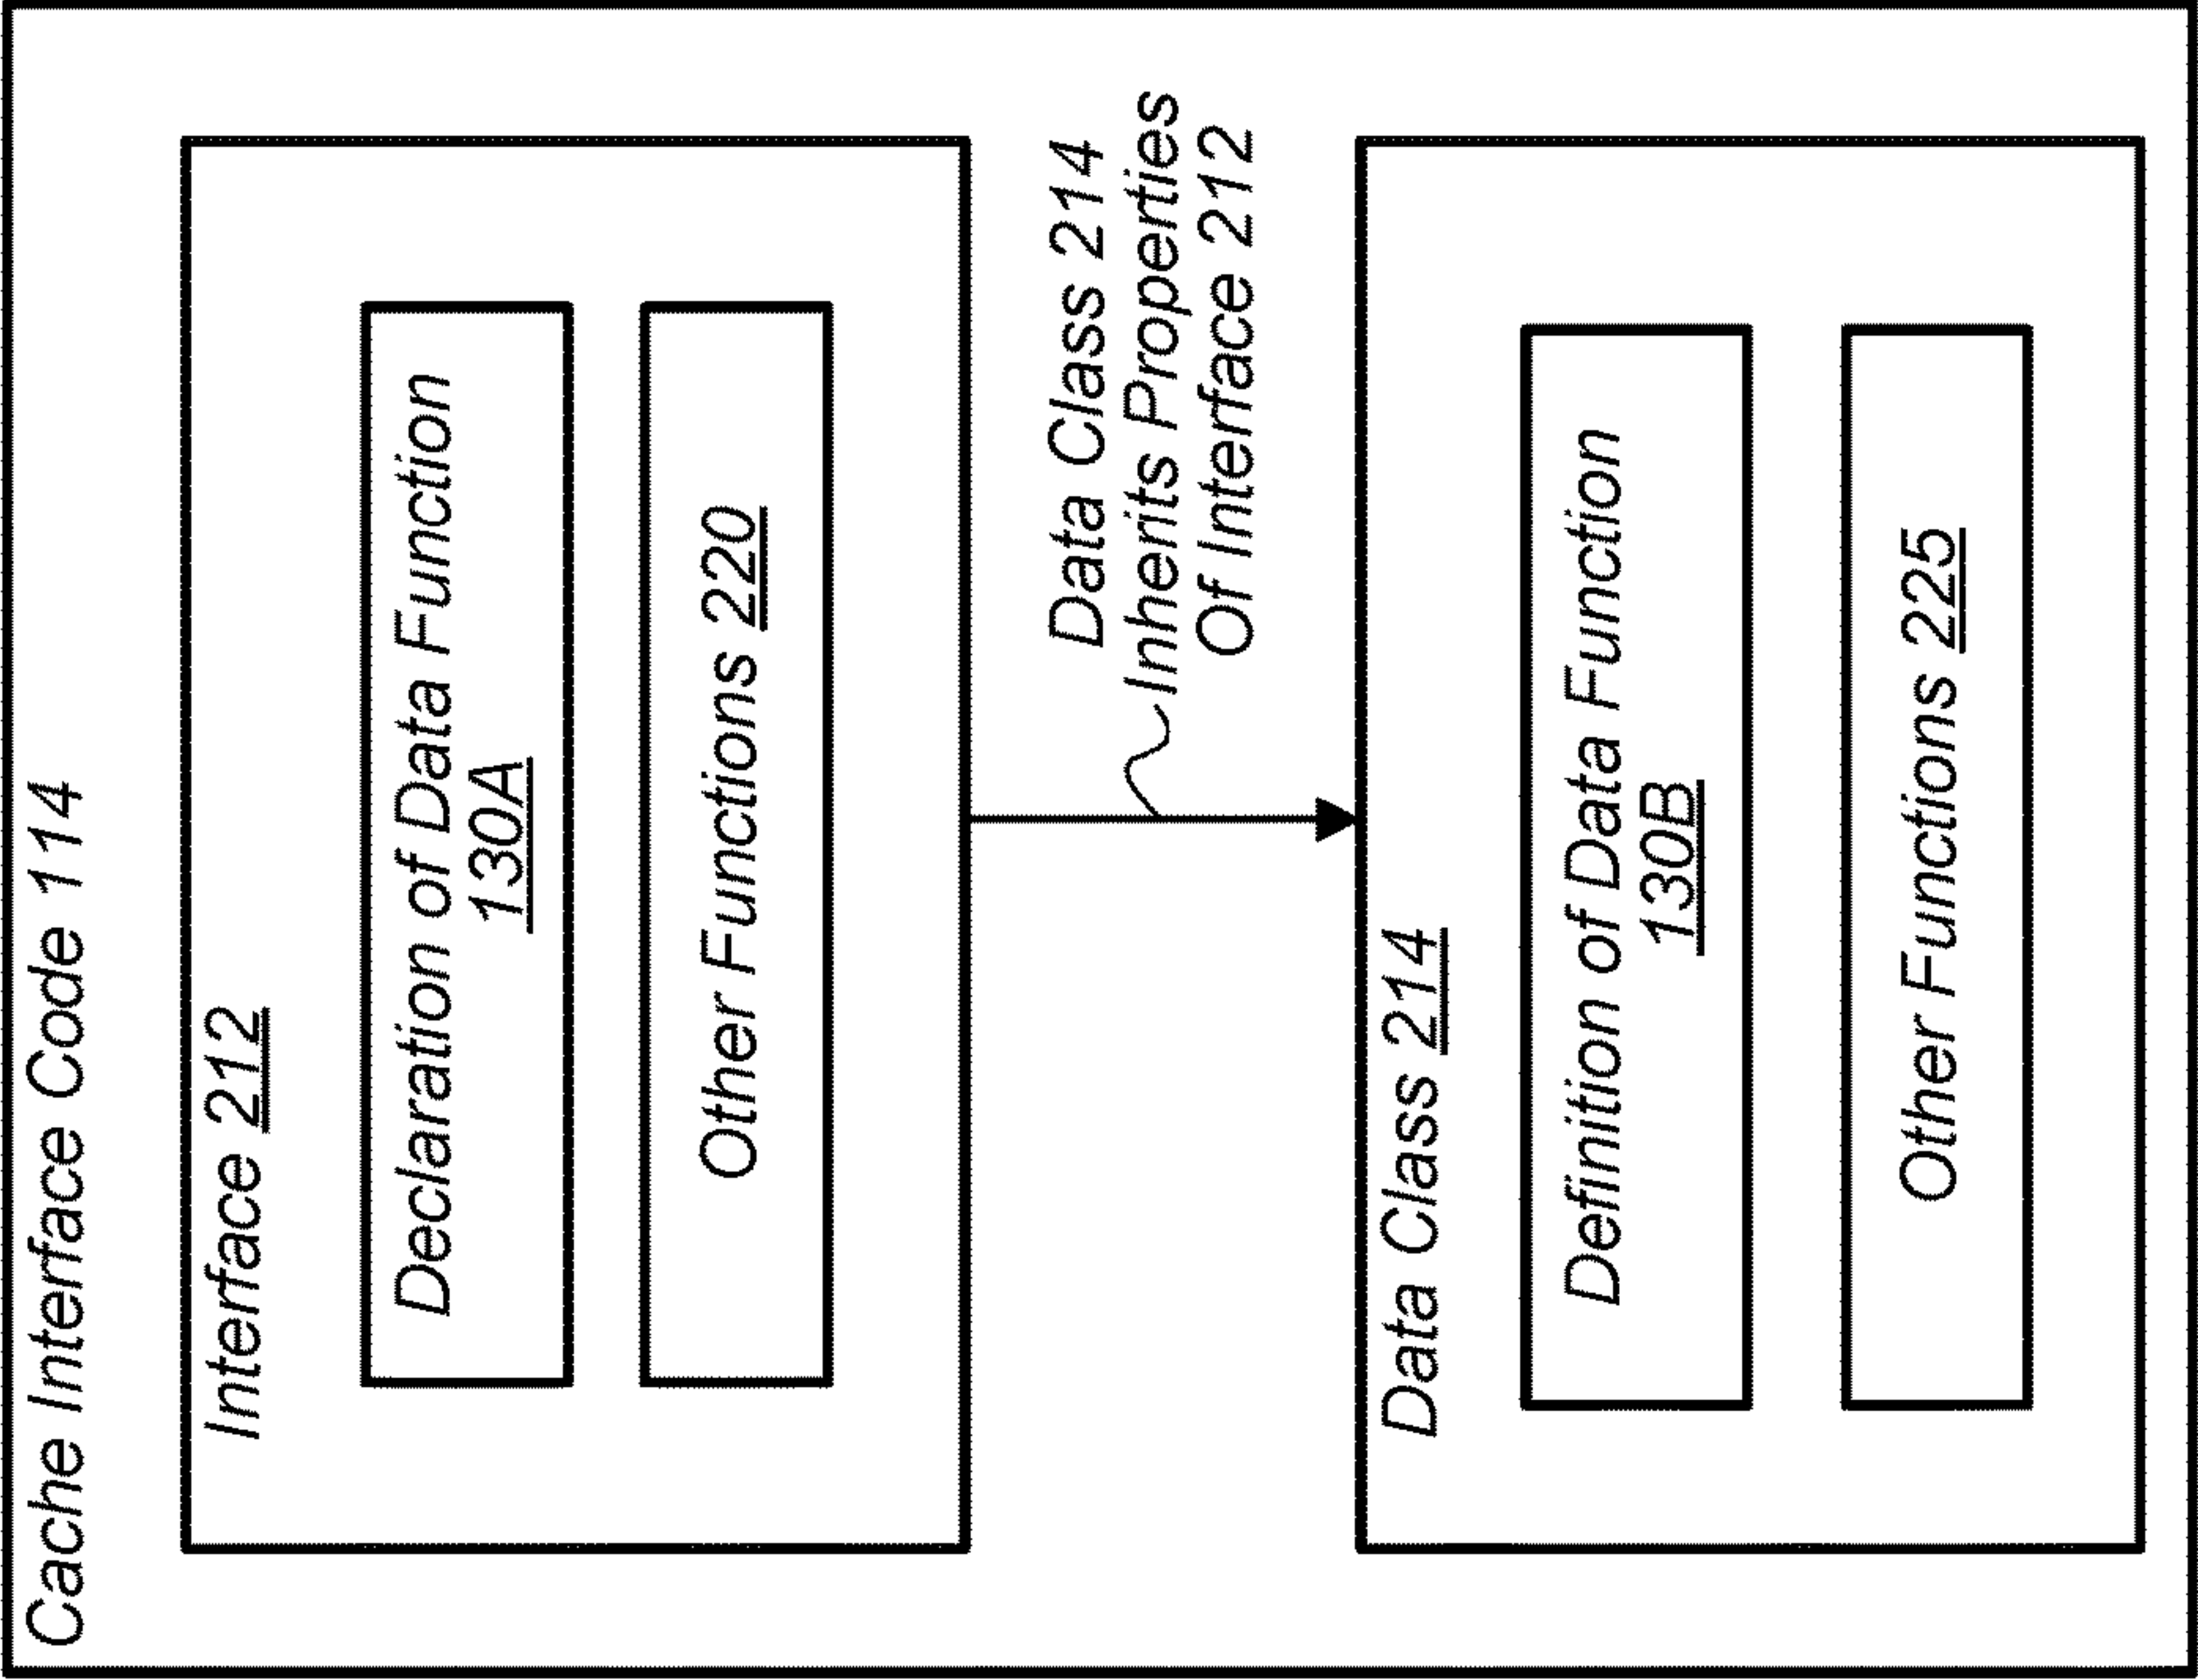 Cache Interface Code 114
Interface 212
Declaration of Data Function
130A
Other Functions 220
Data Class 214
Inherits Properties
Of Interface 212
Data Class 214
Definition of Data Function
130B
Other Functions 225